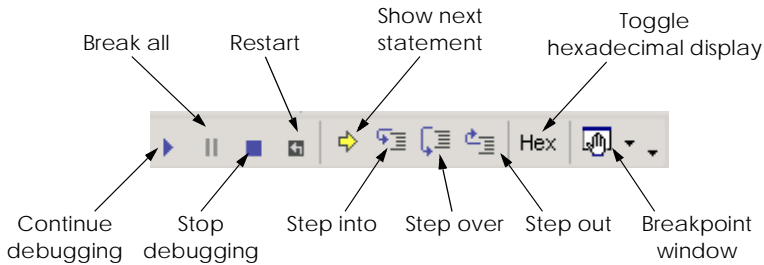 Break all
Restart
Show next
statement
Toggle
hexadecimal display
Hex
Continue
debugging
Stop
debugging
Step into
Step over
Step out
Breakpoint
window